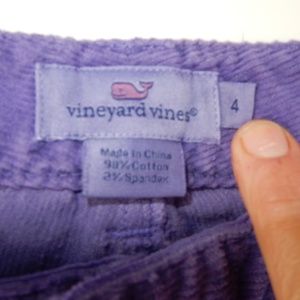 vineyard vines®
4
Made in China
98% Cotton
2% Spandex